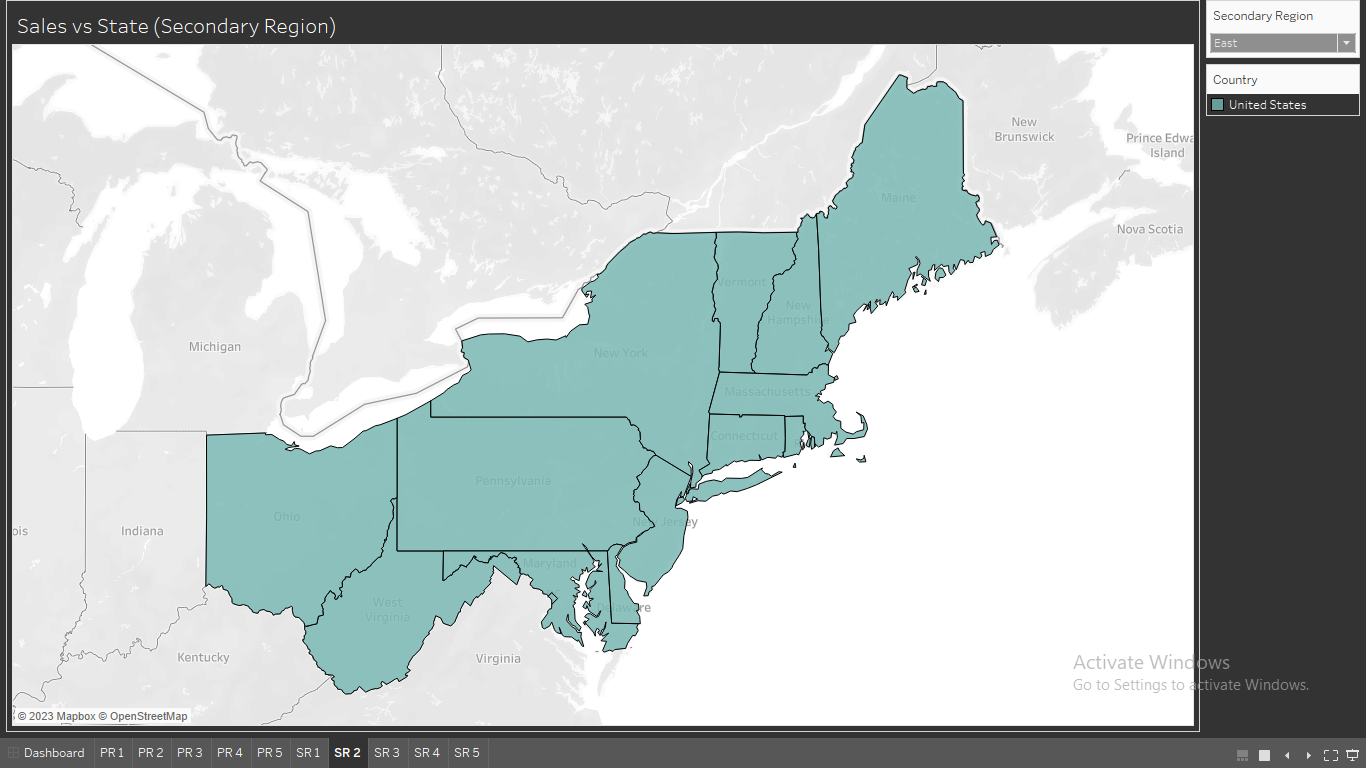 Sales vs State (Secondary Region)
Secondary Region
East
Country
United States
New
Brunswick
Prince Edwa
Island
Maine
Nova Scotia
Vermont
New
Hampshire
Michigan
New York
Massachusetts
Connecticut
Pennsylvania
Ohio
New Jersey
Indiana
ois
Maryland
West
Virginia
Delaware
Kentucky
Virginia
Activate Windows
Go to Settings to activate Windows.
© 2023 Mapbox © OpenStreetMap
Dashboard PR 1 PR 2 PR 3 PR 4 PR 5 SR 1 SR 2 SR 3 SR 4 SR 5